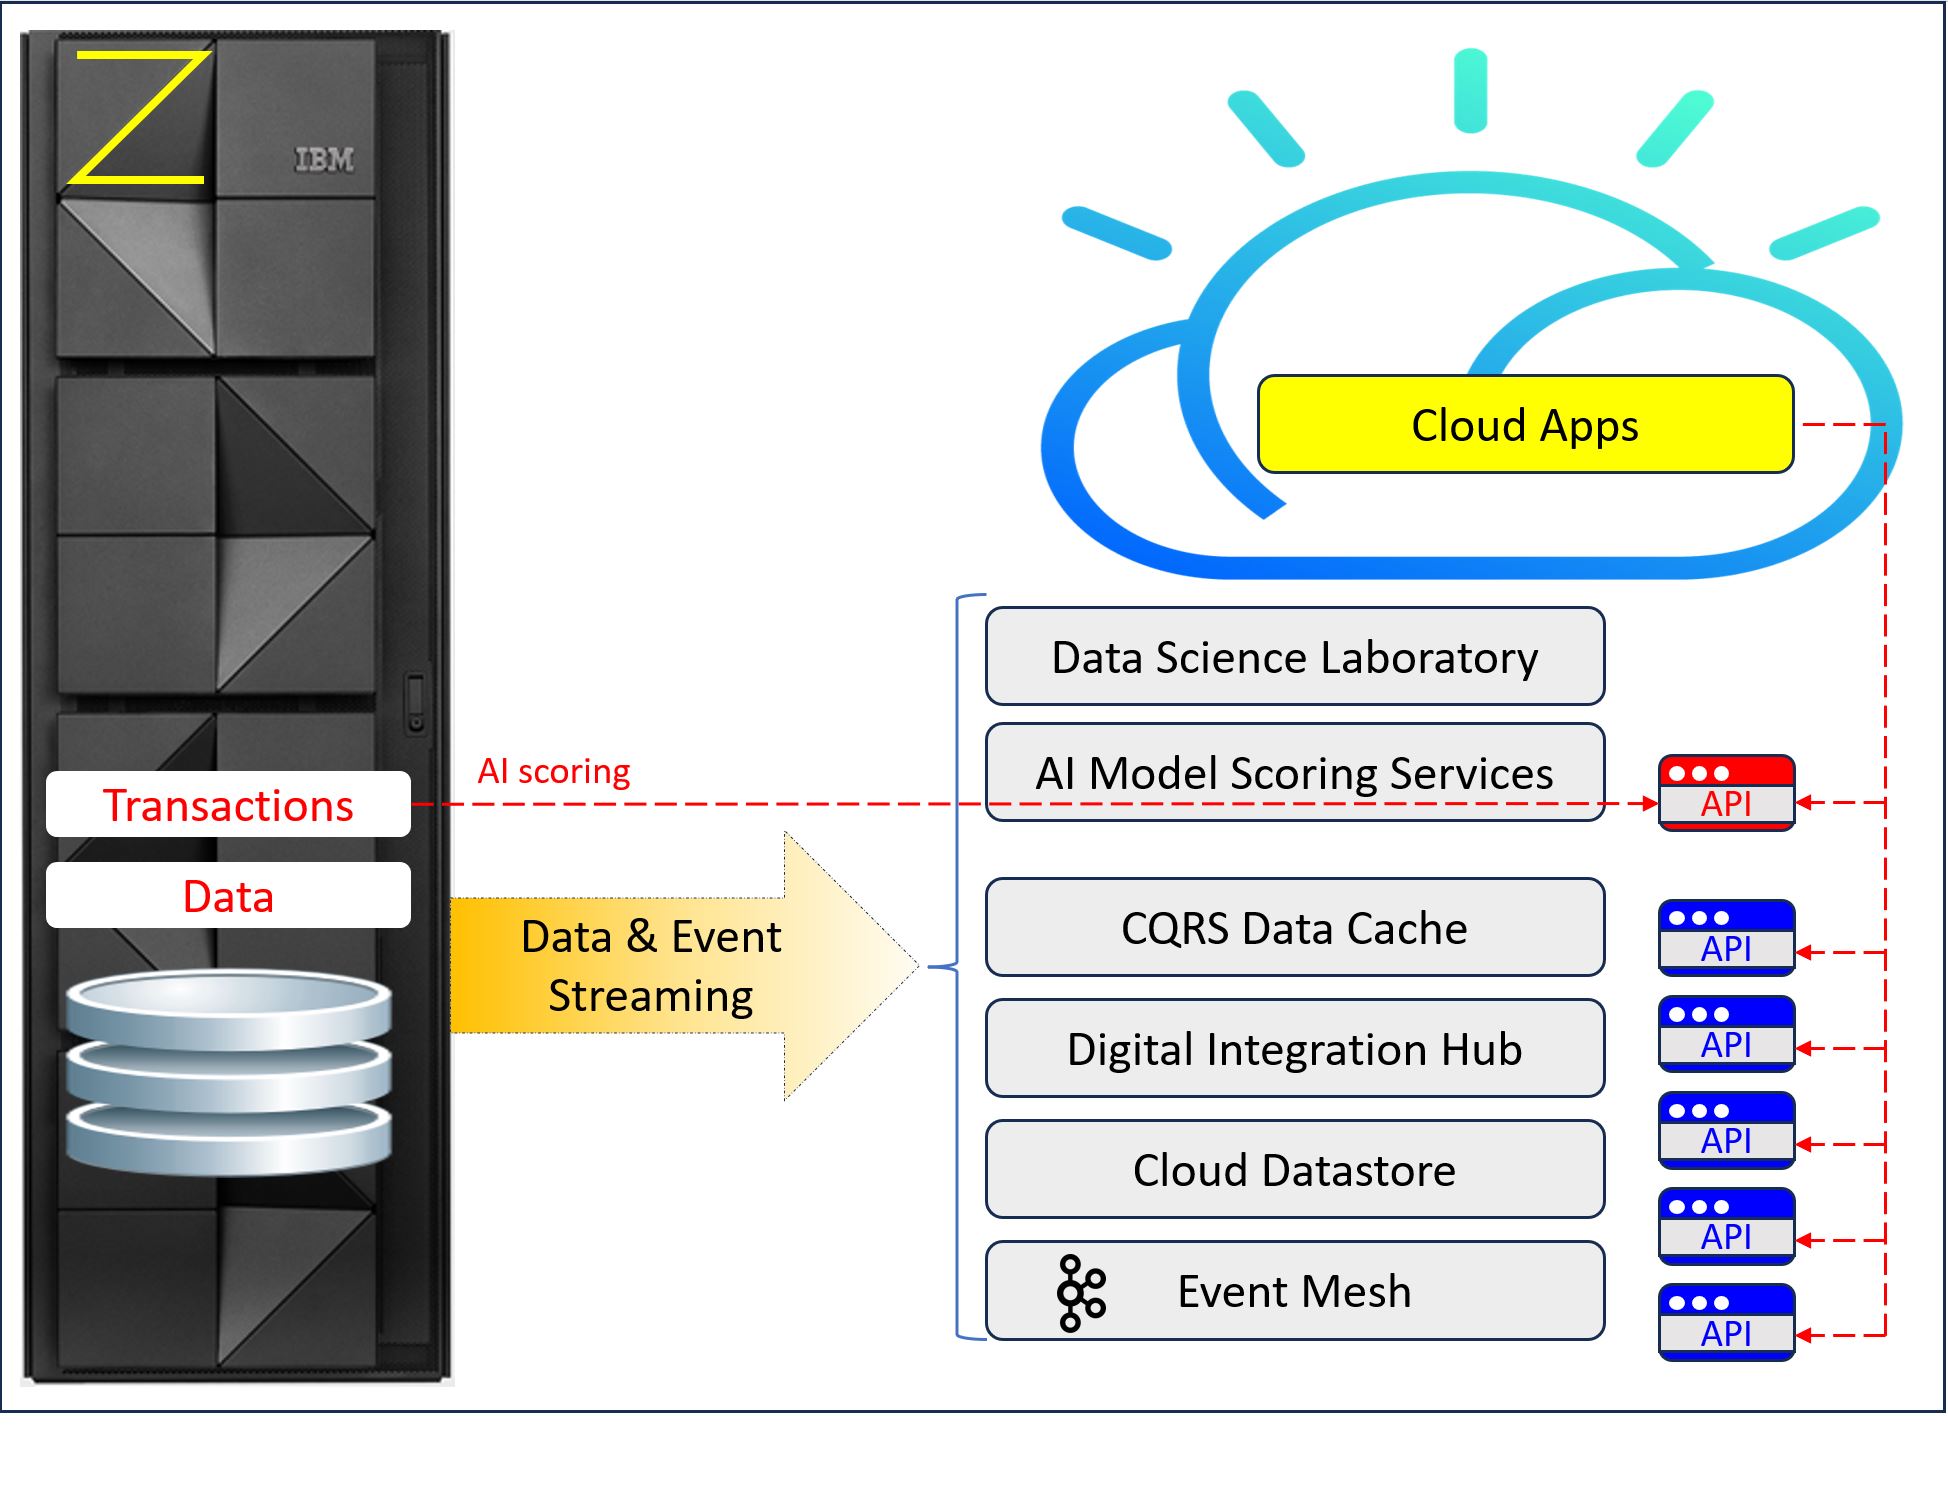 Z
IBM
Cloud Apps
Data Science Laboratory
AI scoring
AI Model Scoring Services
Transactions
API
Data
CQRS Data Cache
API
Data & Event
Streaming
Digital Integration Hub
API
Cloud Datastore
API
API
Event Mesh
API